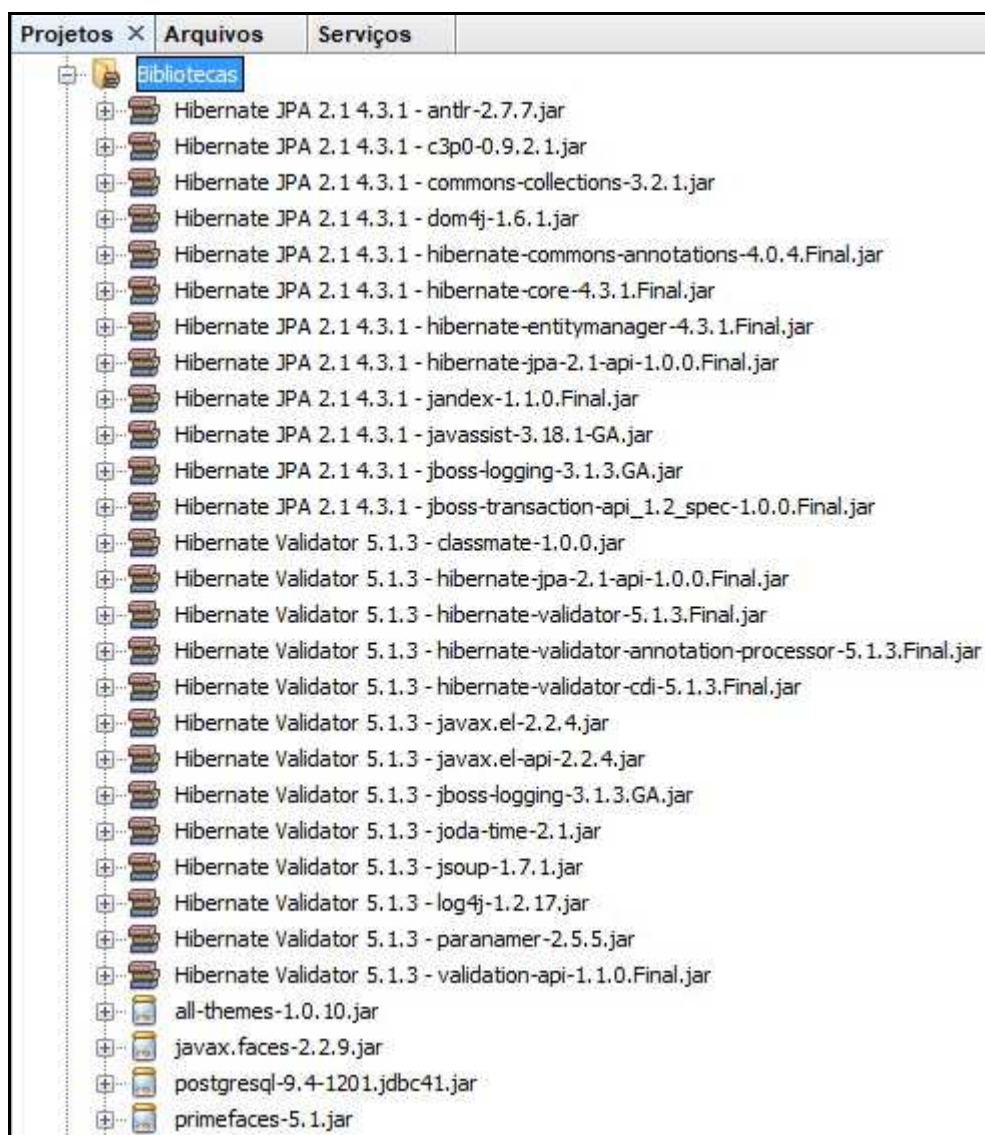 Projetos × Arquivos Serviços
Bibliotecas
Hibernate JPA 2.1 4.3.1 - antlr-2.7.7.jar
Hibernate JPA 2.1 4.3.1 - c3p0-0.9.2.1.jar
Hibernate JPA 2.1 4.3.1 - commons-collections-3.2.1.jar
Hibernate JPA 2.1 4.3.1 - dom4j-1.6.1.jar
Hibernate JPA 2.1 4.3.1 - hibernate-commons-annotations-4.0.4.Final.jar
Hibernate JPA 2.1 4.3.1 - hibernate-core-4.3.1.Final.jar
Hibernate JPA 2.1 4.3.1 - hibernate-entitymanager-4.3.1.Final.jar
Hibernate JPA 2.1 4.3.1 - hibernate-jpa-2.1-api-1.0.0.Final.jar
Hibernate JPA 2.1 4.3.1 - jandex-1.1.0.Final.jar
Hibernate JPA 2.1 4.3.1 - javassist-3.18.1-GA.jar
Hibernate JPA 2.1 4.3.1 - jboss-logging-3.1.3.GA.jar
Hibernate JPA 2.1 4.3.1 - jboss-transaction-api_1.2_spec-1.0.0.Final.jar
Hibernate Validator 5.1.3 - classmate-1.0.0.jar
Hibernate Validator 5.1.3 - hibernate-jpa-2.1-api-1.0.0.Final.jar
Hibernate Validator 5.1.3 - hibernate-validator-5.1.3.Final.jar
Hibernate Validator 5.1.3 - hibernate-validator-annotation-processor-5.1.3.Final.jar
Hibernate Validator 5.1.3 - hibernate-validator-cdi-5.1.3.Final.jar
Hibernate Validator 5.1.3 - javax.el-2.2.4.jar
Hibernate Validator 5.1.3 - javax.el-api-2.2.4.jar
Hibernate Validator 5.1.3 - jboss-logging-3.1.3.GA.jar
Hibernate Validator 5.1.3 - joda-time-2.1.jar
Hibernate Validator 5.1.3 - jsoup-1.7.1.jar
Hibernate Validator 5.1.3 - log4j-1.2.17.jar
Hibernate Validator 5.1.3 - paranamer-2.5.5.jar
Hibernate Validator 5.1.3 - validation-api-1.1.0.Final.jar
all-themes-1.0.10.jar
javax.faces-2.2.9.jar
postgresql-9.4-1201.jdbc41.jar
primefaces-5.1.jar